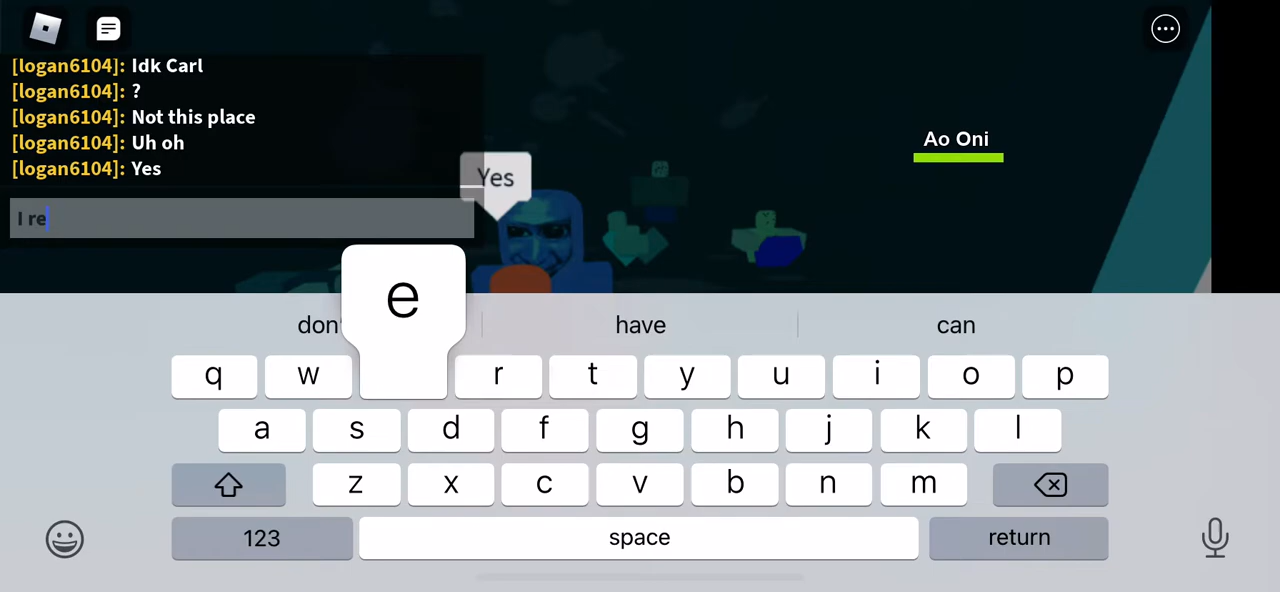 [logan6104]: Idk Carl
[logan6104]: ?
[logan6104]: Not this place
[logan6104]: Uh oh
[logan6104]: Yes
Yes
Ao Oni
I re
e
don' have can
q w r t y u i o p
a s d f g h j k l
z x c v b n m
123 space return